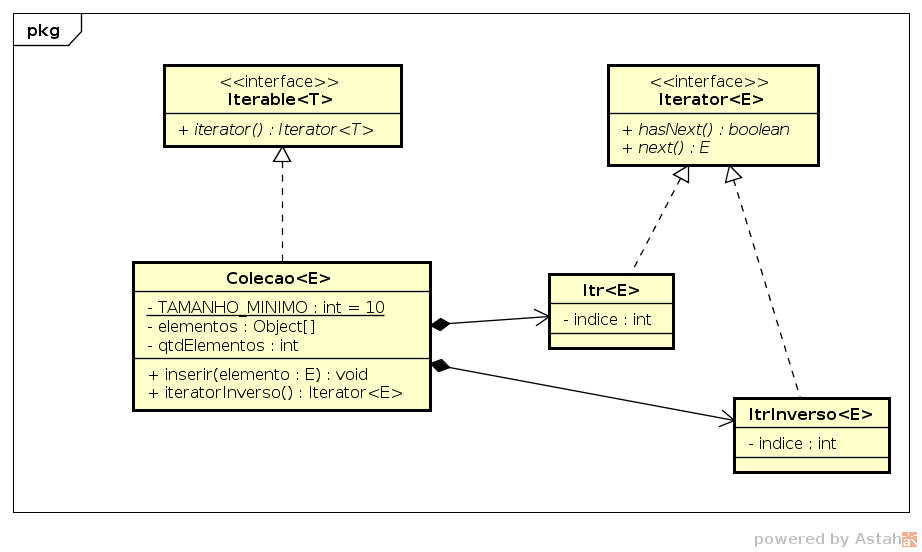 pkg
<<interface>>
Iterable<T>
+ iterator() : Iterator<T>
<<interface>>
Iterator<E>
+ hasNext() : boolean
+ next() : E
Colecao<E>
- TAMANHO_MINIMO : int = 10
- elementos : Object[]
- qtdElementos : int
+ inserir(elemento : E) : void
+ iteratorInverso() : Iterator<E>
Itr<E>
- indice : int
ItrInverso<E>
- indice : int
powered by Astah